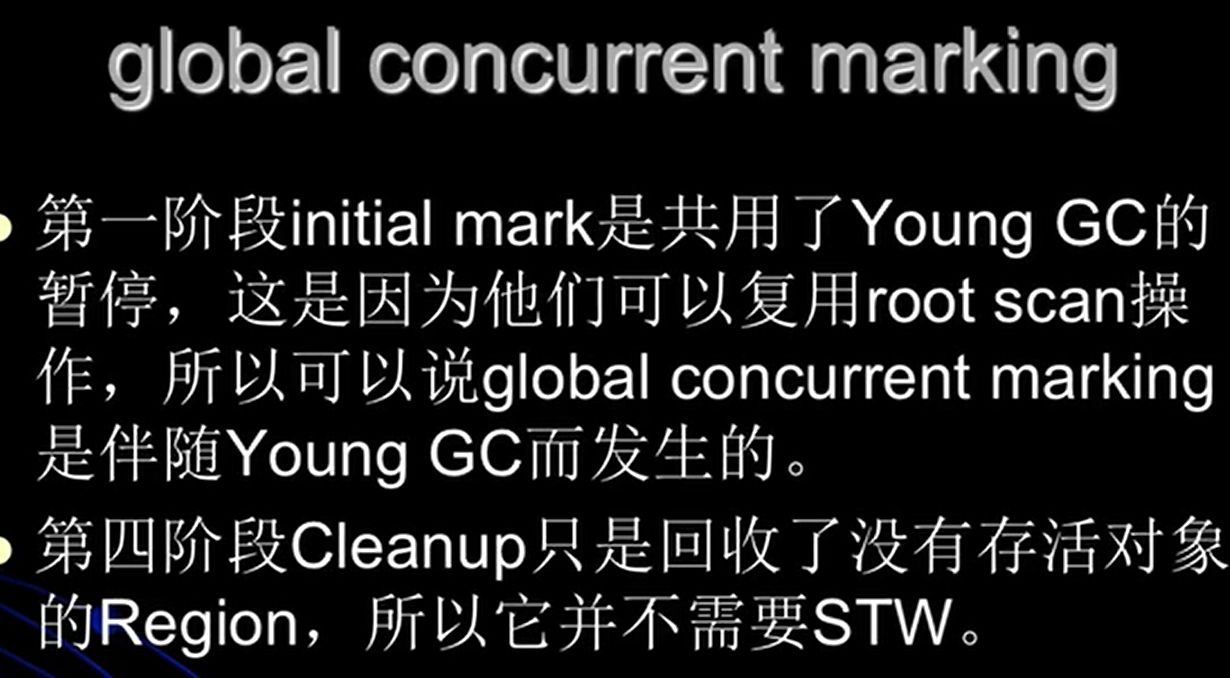 global concurrent marking
第一阶段initial mark是共用了Young GC的
暂停，这是因为他们可以复用root scan操
作，所以可以说global concurrent marking
是伴随Young GC而发生的。
第四阶段Cleanup只是回收了没有存活对象
的Region，所以它并不需要STW。